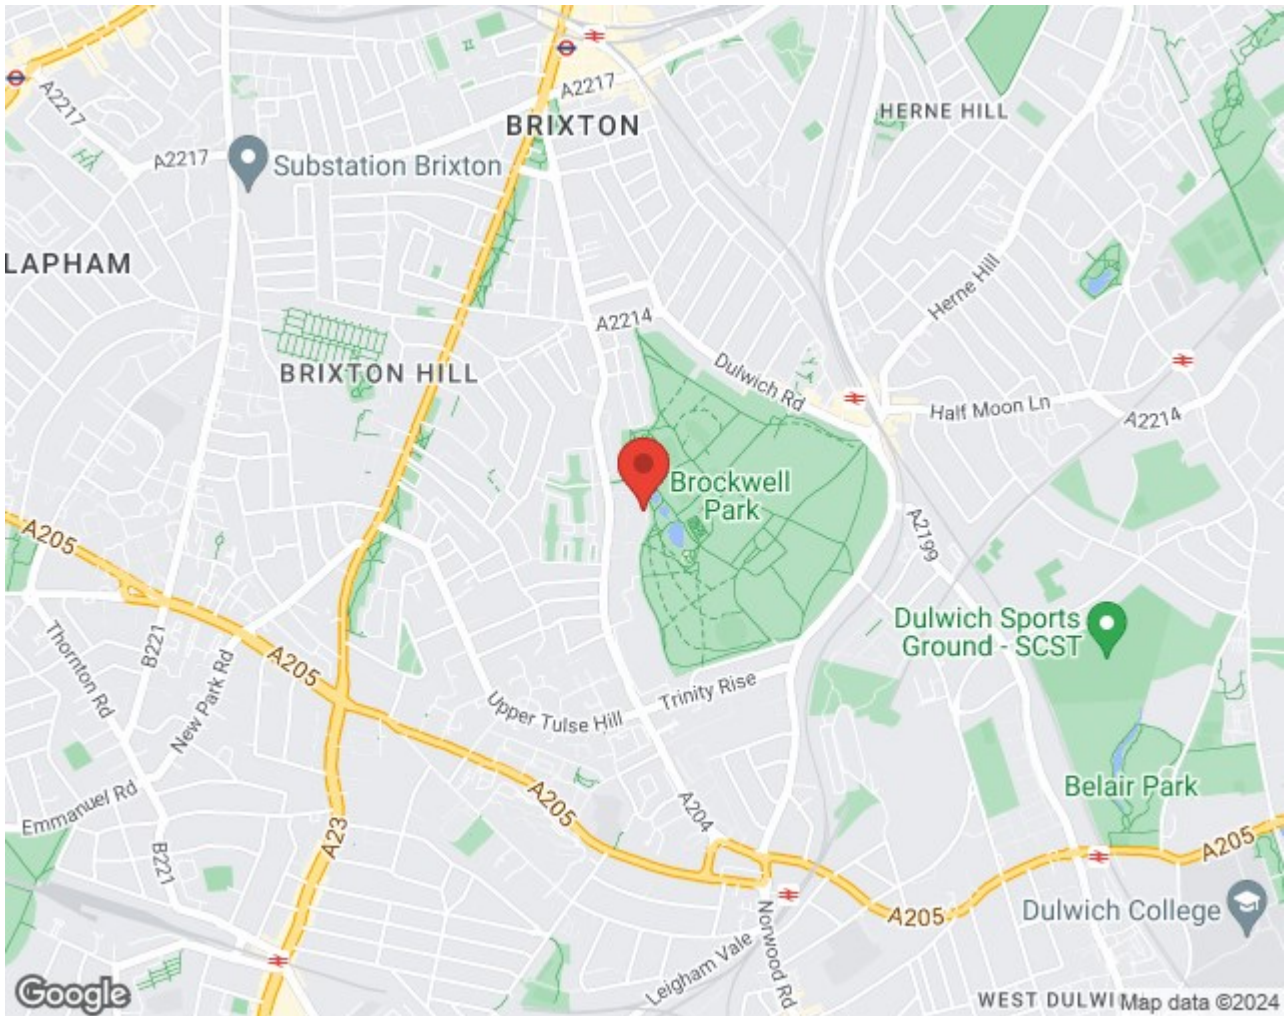 A2217
A2217
BRIXTON
HERNE HILL
A2217
Substation Brixton
LAPHAM
Herne Hill
A2214
BRIXTON HILL
Dulwich Rd
Half Moon Ln
A2214
Brockwell
Park
A205
A2199
Dulwich Sports
Ground - SCST
Thornton Rd
B221
New Park Rd
A205
Upper Tulse Hill
Trinity Rise
Belair Park
Emmanuel Rd
A23
A205
A204
A205
B221
A205
Dulwich College
Leigham Vale
Norwood Rd
Google
WEST DULWI
Map data ©2024